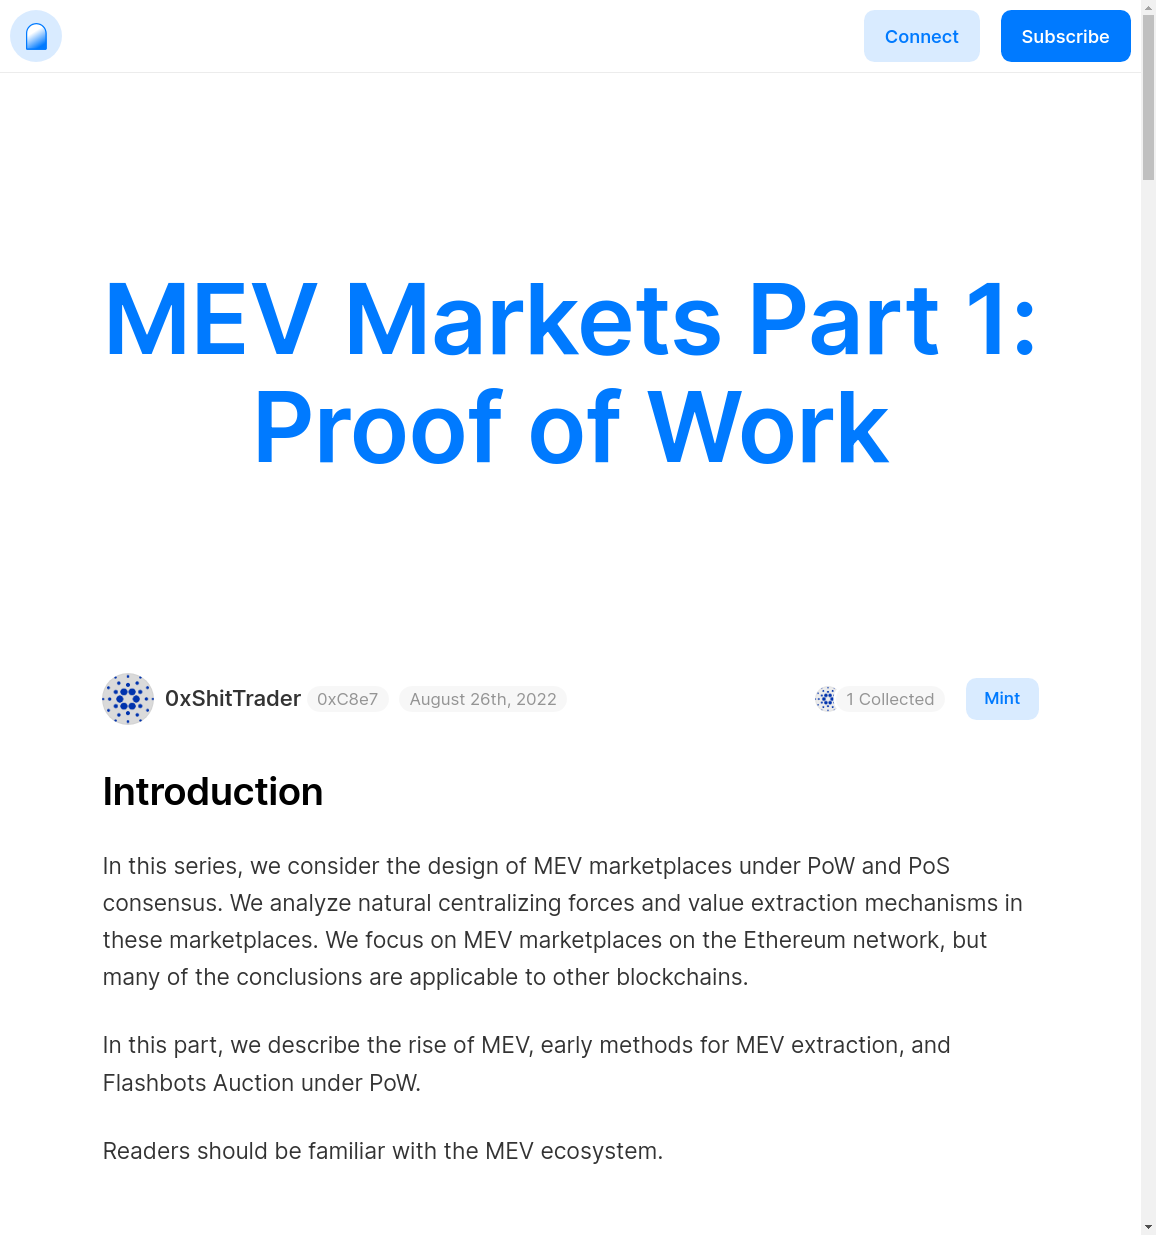 Connect
Subscribe
MEV Markets Part 1:
Proof of Work
0xShitTrader 0xC8e7 August 26th, 2022 1 Collected Mint
Introduction
In this series, we consider the design of MEV marketplaces under PoW and PoS
consensus. We analyze natural centralizing forces and value extraction mechanisms in
these marketplaces. We focus on MEV marketplaces on the Ethereum network, but
many of the conclusions are applicable to other blockchains.
In this part, we describe the rise of MEV, early methods for MEV extraction, and
Flashbots Auction under PoW.
Readers should be familiar with the MEV ecosystem.